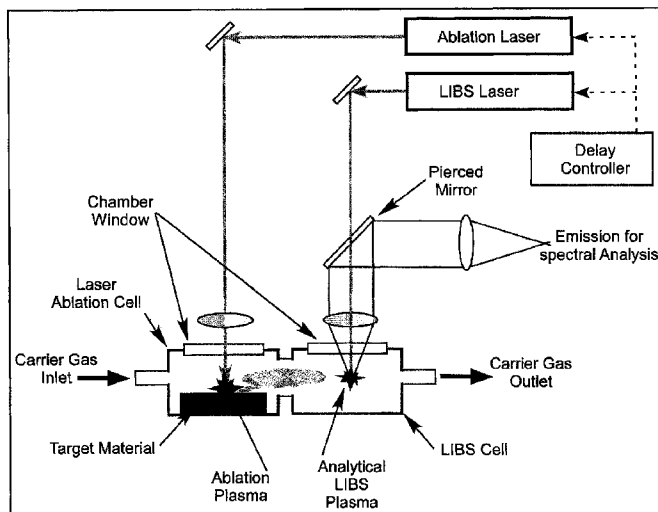 Ablation Laser
LIBS Laser
Delay
Controller
Pierced
Mirror
Chamber
Window
Emission for
spectral Analysis
Laser
Ablation Cell
Carrier Gas
Inlet
Carrier Gas
Outlet
Target Material
Ablation
Plasma
Analytical
LIBS
Plasma
LIBS Cell